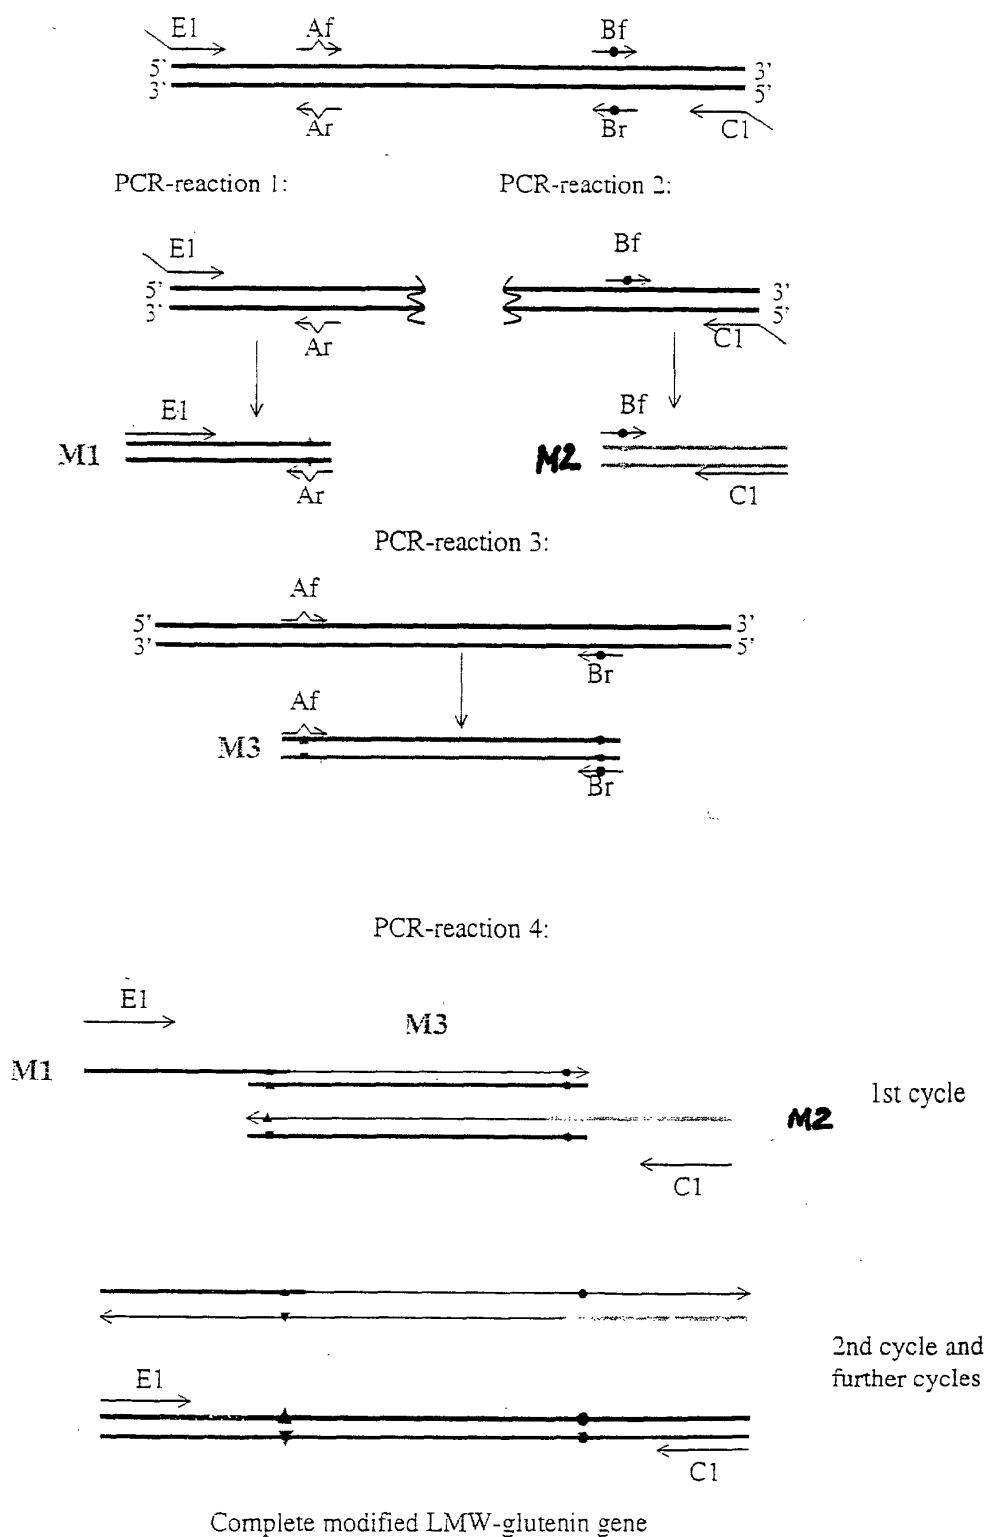 E1 Af Bf
5' 3'
3' 5'
Ar Br C1
PCR-reaction 1: PCR-reaction 2:
E1 Bf
5' 3'
3' 5'
Ar C1
E1 Bf
M1 M2
Ar C1
PCR-reaction 3:
Af
5' 3'
3' 5'
Br
Af
M3
Br
PCR-reaction 4:
E1
M3
M1
1st cycle
M2
C1
2nd cycle and
further cycles
E1
C1
Complete modified LMW-glutenin gene